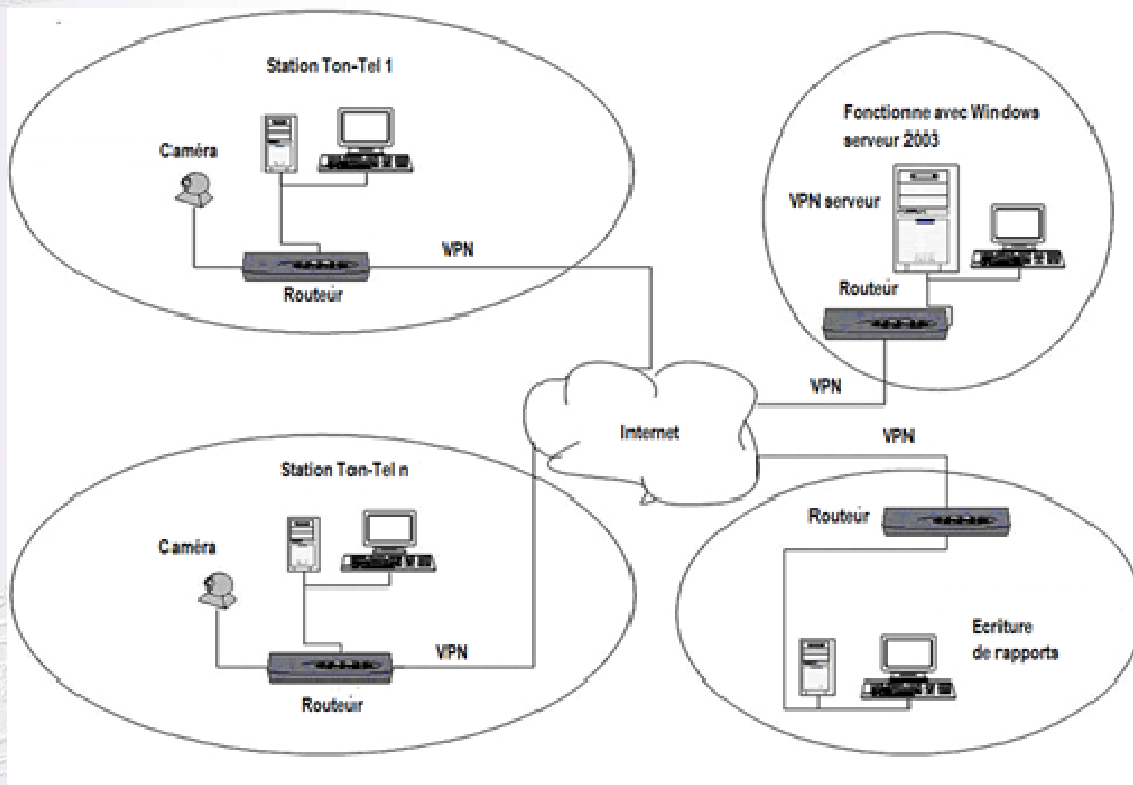 Station Ton-Tel 1
Caméra
VPN
Routeur
Fonctionne avec Windows
serveur 2003
VPN serveur
Routeur
VPN
Internet
VPN
Station Ton-Tel n
Caméra
VPN
Routeur
Routeur
Ecriture
de rapports